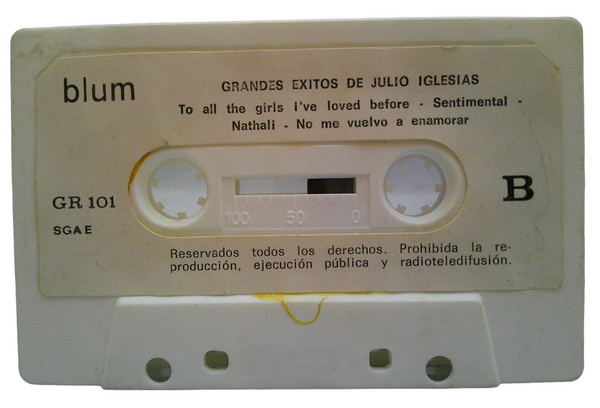 blum
GRANDES EXITOS DE JULIO IGLESIAS
To all the girls I've loved before - Sentimental -
Nathali - No me vuelvo a enamorar
GR 101
B
SGAE
100 50 0
Reservados todos los derechos. Prohibida la re-
producción, ejecución pública y radioteledifusión.